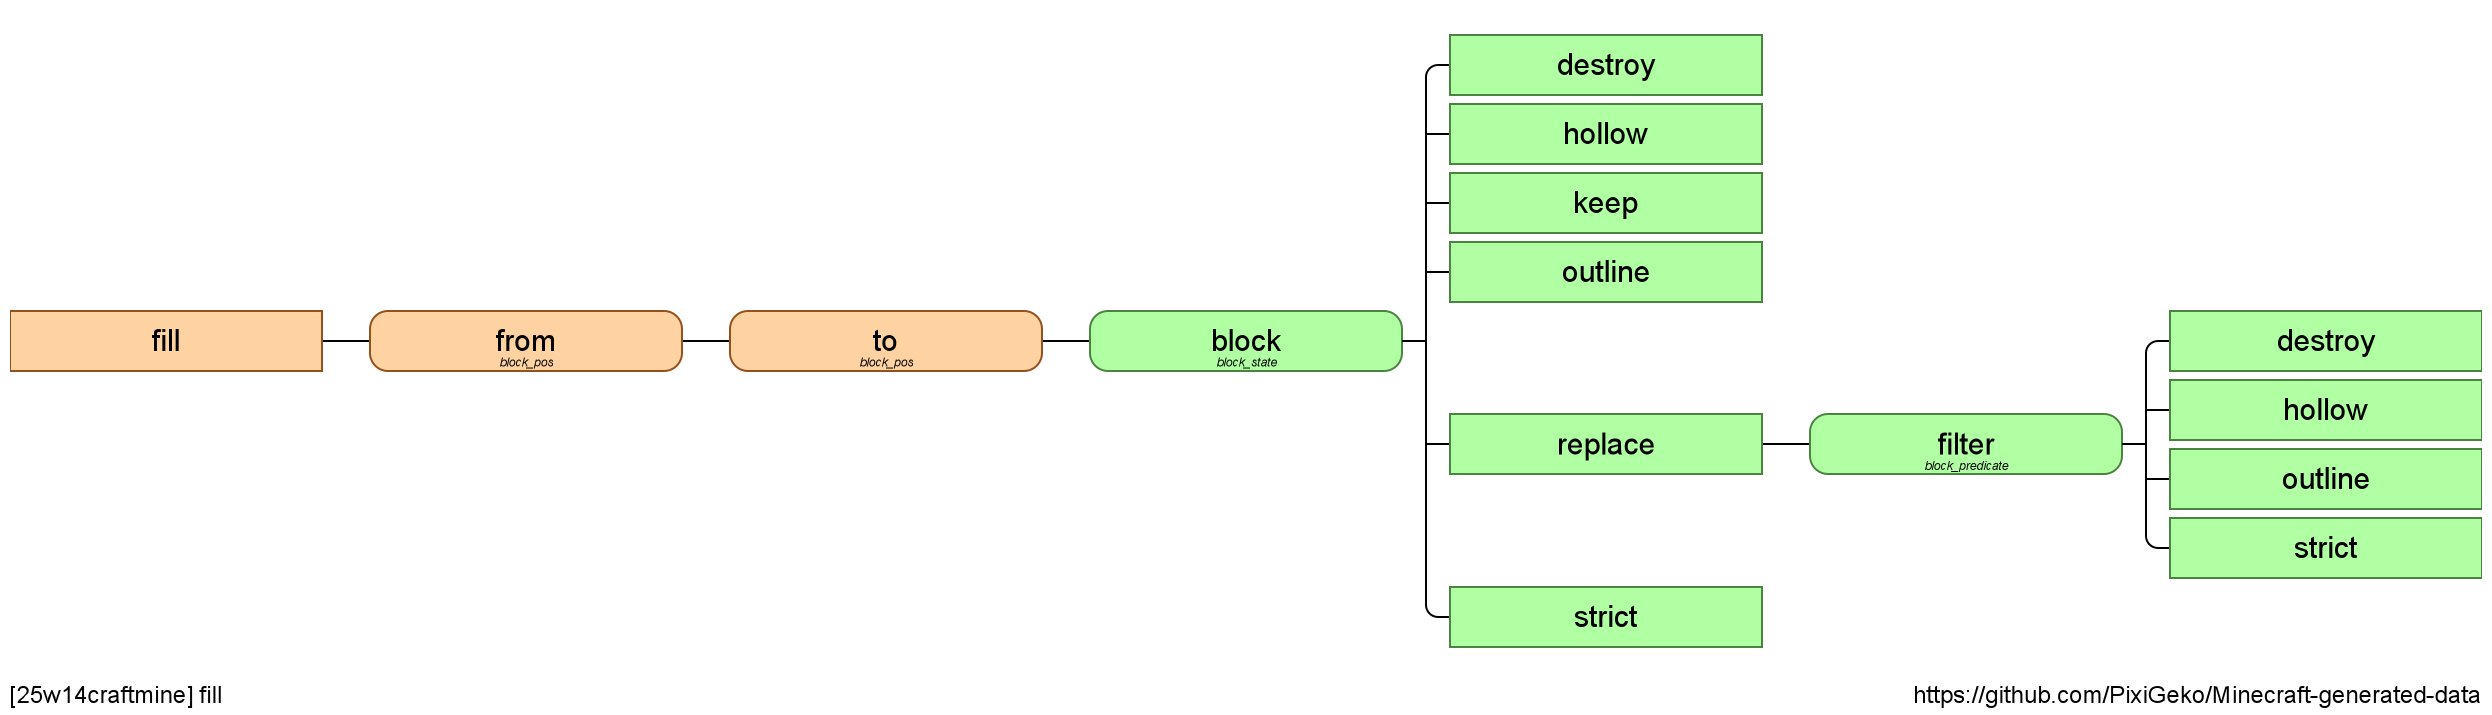 destroy
hollow
keep
outline
fill
from
block_pos
to
block_pos
block
block_state
replace
filter
block_predicate
destroy
hollow
outline
strict
strict
[25w14craftmine] fill
https://github.com/PixiGeko/Minecraft-generated-data